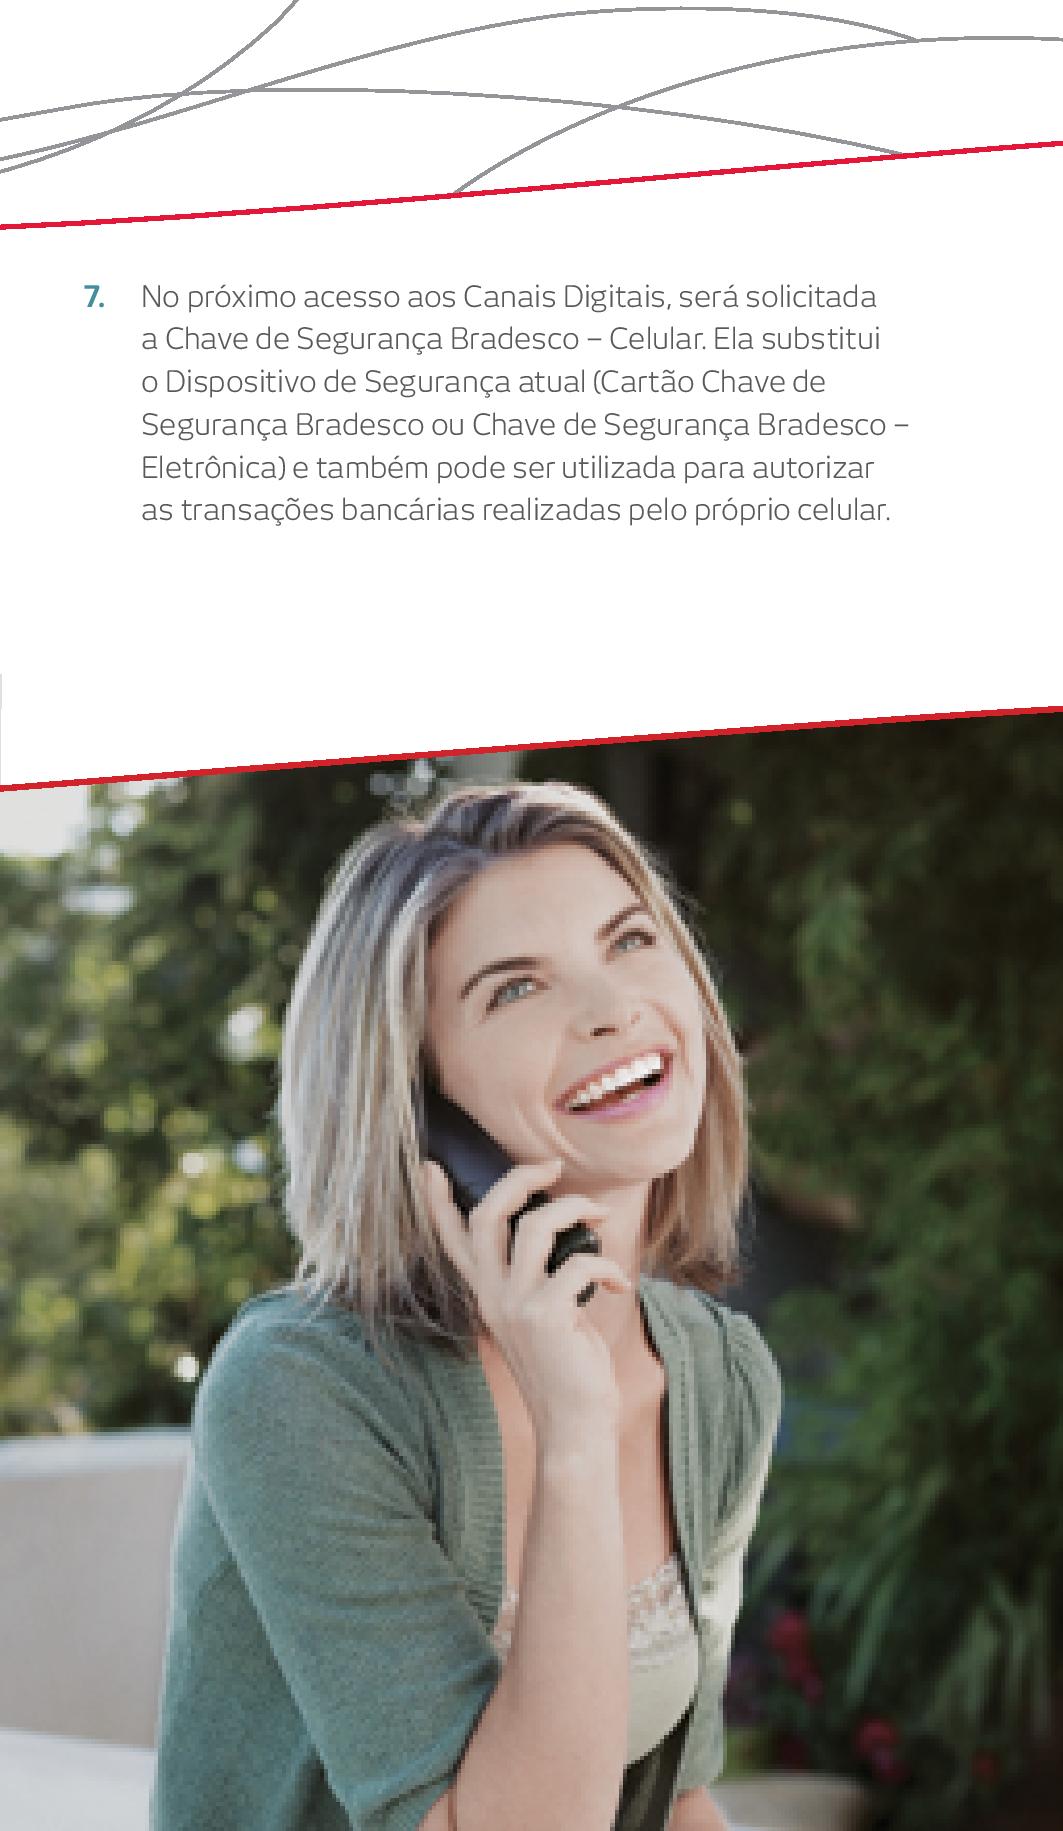 7. No próximo acesso aos Canais Digitais, será solicitada
a Chave de Segurança Bradesco – Celular. Ela substitui
o Dispositivo de Segurança atual (Cartão Chave de
Segurança Bradesco ou Chave de Segurança Bradesco –
Eletrônica) e também pode ser utilizada para autorizar
as transações bancárias realizadas pelo próprio celular.